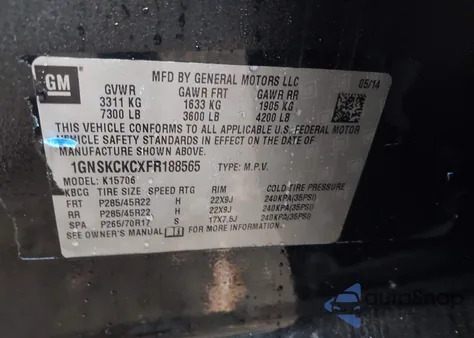 GM
MFD BY GENERAL MOTORS LLC
05/14
GVWR GAWR FRT GAWR RR
3311 KG 1633 KG 1905 KG
7300 LB 3600 LB 4200 LB
THIS VEHICLE CONFORMS TO ALL APPLICABLE U.S. FEDERAL MOTOR
VEHICLE SAFETY STANDARDS IN EFFECT ON THE DATE OF
MANUFACTURE SHOWN ABOVE.
1GNSKCKCXFR188565 TYPE: M.P.V.
MODEL: K15706
KBCG TIRE SIZE SPEED RTG RIM COLD TIRE PRESSURE
FRT P285/45R22 H 22X9J 240KPA(35PSI)
RR P285/45R22 H 22X9J 240KPA(35PSI)
SPA P265/70R17 S 17X7.5J 240KPA(35PSI)
SEE OWNER'S MANUAL FOR MORE INFORMATION.
autoSnap